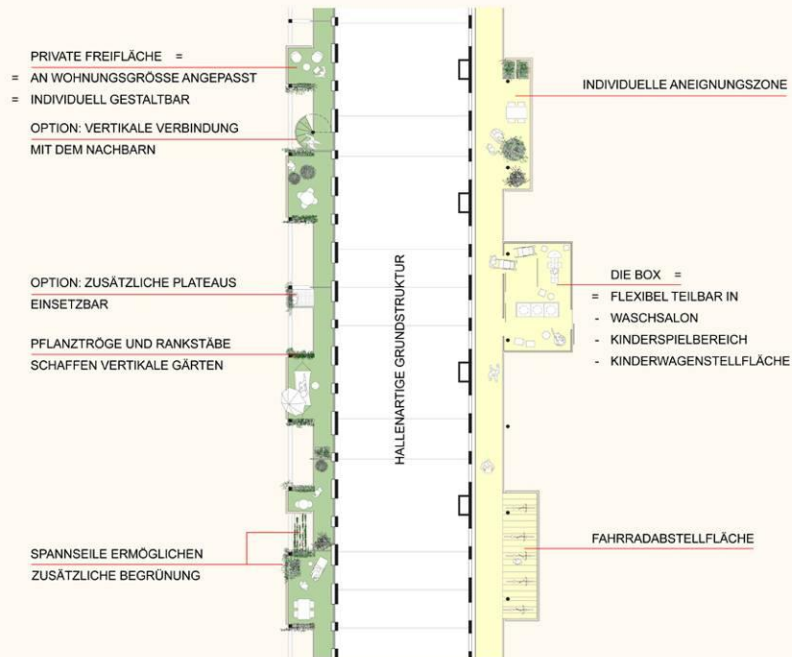 PRIVATE FREIFLÄCHE =
= AN WOHNUNGSGRÖSSE ANGEPASST
= INDIVIDUELL GESTALTBAR
OPTION: VERTIKALE VERBINDUNG
MIT DEM NACHBARN
OPTION: ZUSÄTZLICHE PLATEAUS
EINSETZBAR
PFLANZTRÖGE UND RANKSTÄBE
SCHAFFEN VERTIKALE GÄRTEN
SPANNSEILE ERMÖGLICHEN
ZUSÄTZLICHE BEGRÜNUNG
HALLENARTIGE GRUNDSTRUKTUR
INDIVIDUELLE ANEIGNUNGSZONE
DIE BOX =
= FLEXIBEL TEILBAR IN
- WASCHSALON
- KINDERSPIELBEREICH
- KINDERWAGENSTELLFLÄCHE
FAHRRADABSTELLFLÄCHE